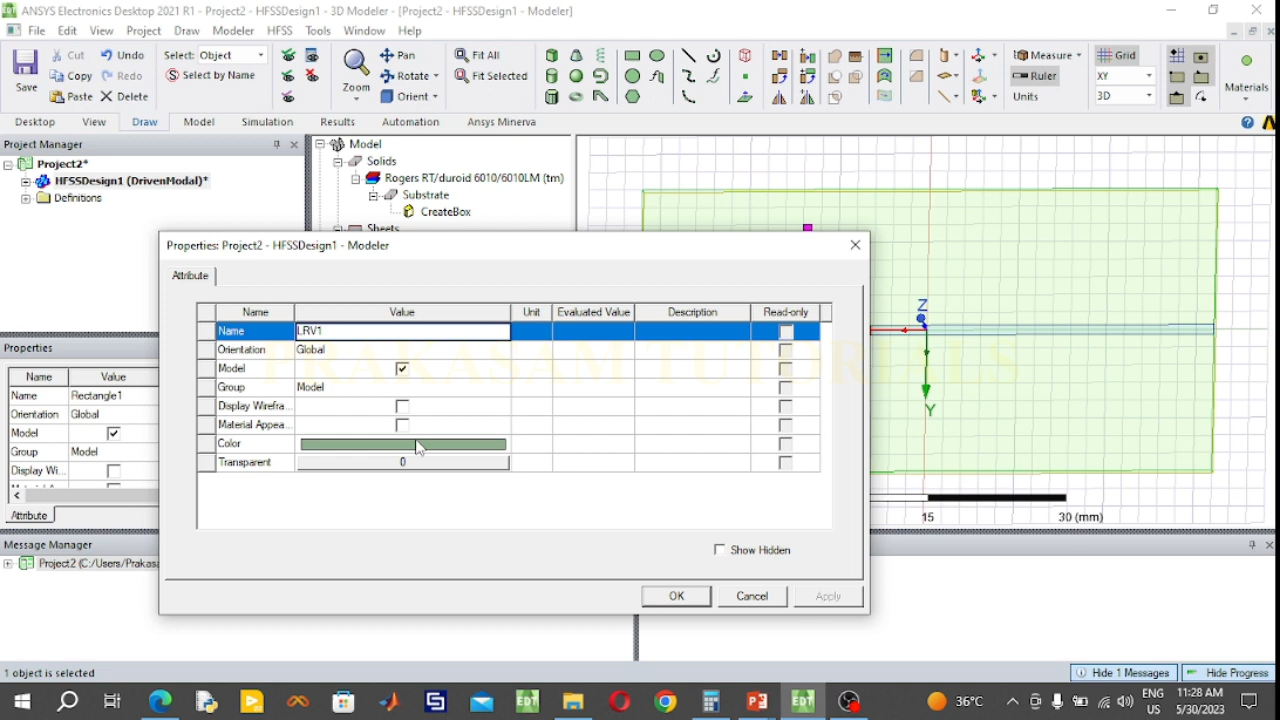 ANSYS Electronics Desktop 2021 R1 - Project2 - HFSSDesign1 - 3D Modeler - [Project2 - HFSSDesign1 - Modeler]
File Edit View Project Draw Modeler HFSS Tools Window Help
Save
Cut
Copy
Paste
Undo
Redo
Delete
Select: Object
Select by Name
Zoom
Pan
Rotate
Orient
Fit All
Fit Selected
Measure
Ruler
Units
Grid
XY
3D
Materials
Desktop View Draw Model Simulation Results Automation Ansys Minerva
Project Manager
Project2*
HFSSDesign1 (DrivenModal)*
Definitions
Model
Solids
Rogers RT/duroid 6010/6010LM (tm)
Substrate
CreateBox
Sheets
Properties: Project2 - HFSSDesign1 - Modeler
Attribute
Name Value Unit Evaluated Value Description Read-only
Name LRV1
Orientation Global
Model
Group Model
Display Wirefra...
Material Appea...
Color
Transparent 0
Show Hidden
OK Cancel Apply
PRAKASAM TUTORIALS
Properties
Name Value
Name Rectangle1
Orientation Global
Model
Group Model
Display Wi...
Attribute
Z
Y
15 30 (mm)
Message Manager
Project2 (C:/Users/Prakasa
1 object is selected
Hide 1 Messages Hide Progress
36°C
ENG
US
11:28 AM
5/30/2023